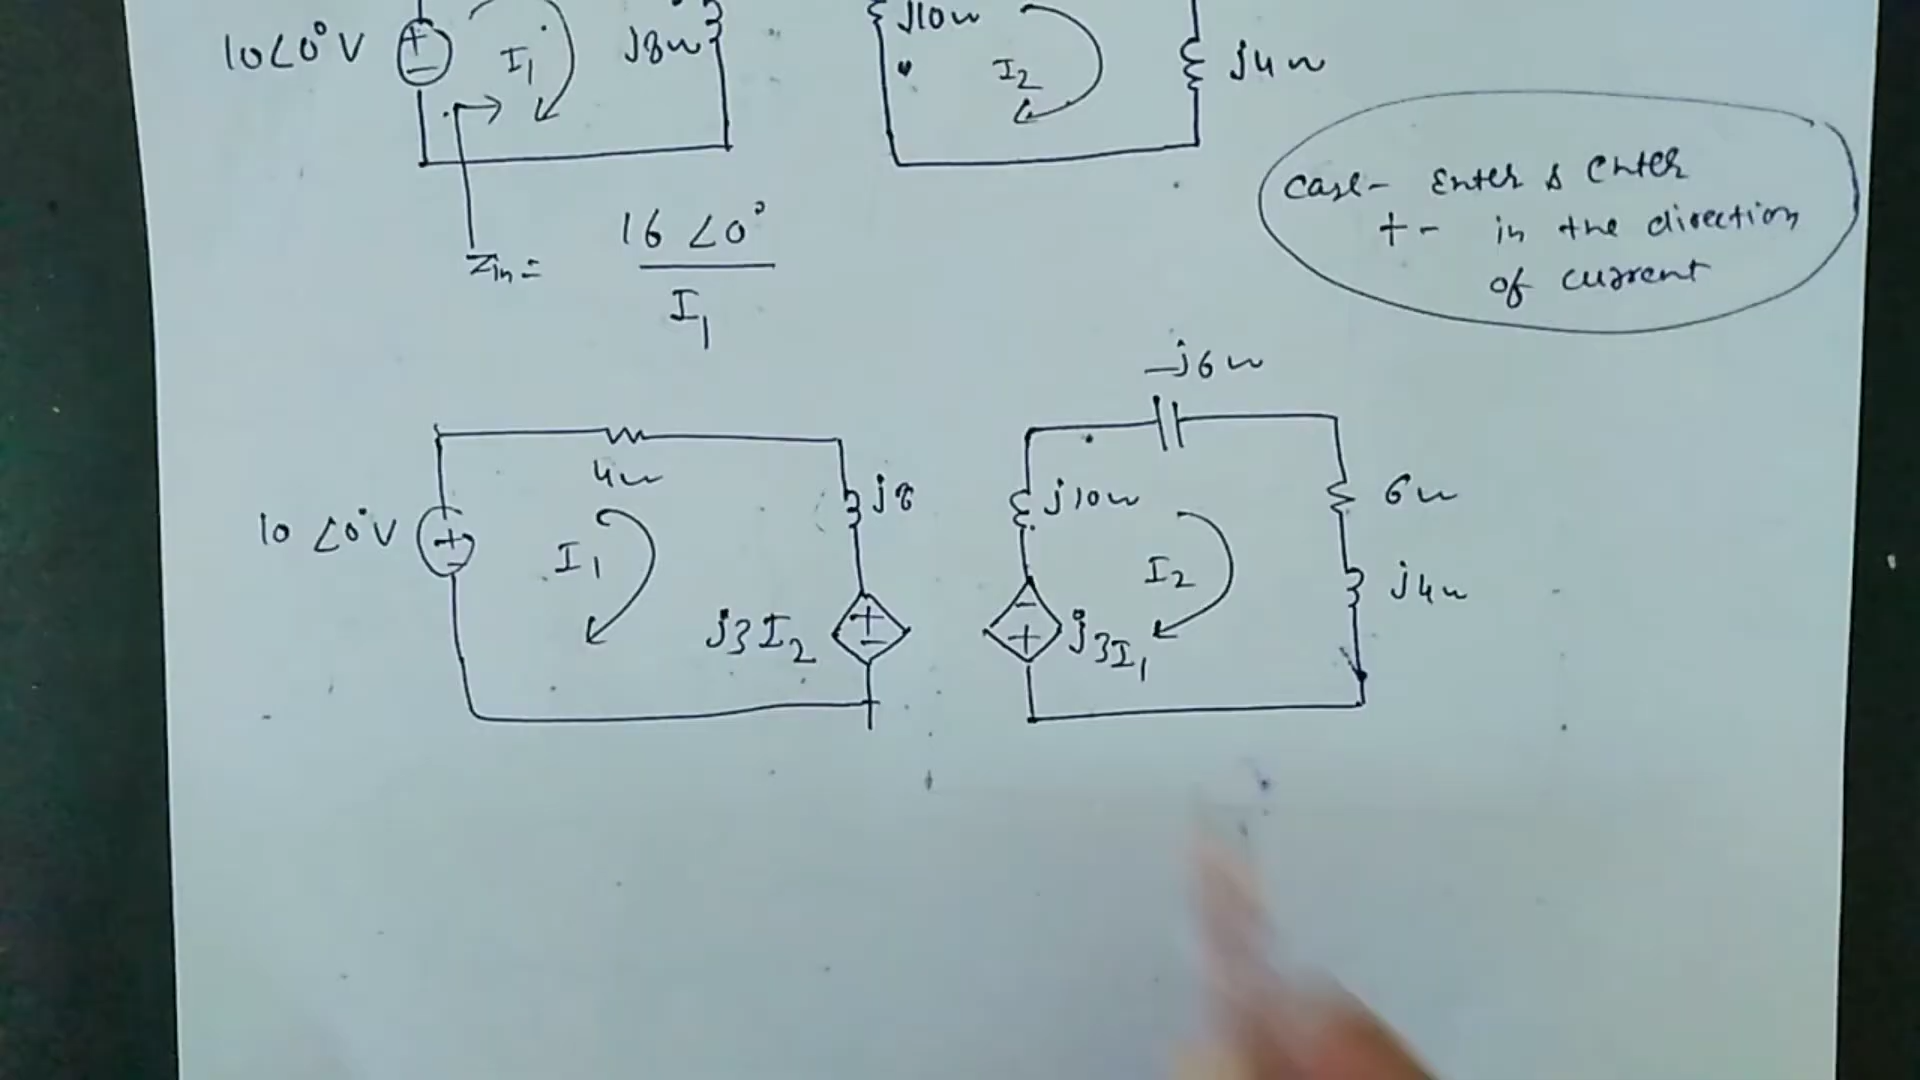 10∠0° V
I1
j8ω
j10ω
I2
j4ω
Case- Enter & Enter
+ - in the direction
of current
Zin =
16 ∠0°
I1
-j6ω
4ω
j8
j10ω
6ω
10 ∠0° V
+
-
I1
I2
j4ω
j3I2
+
-
-
+
j3I1